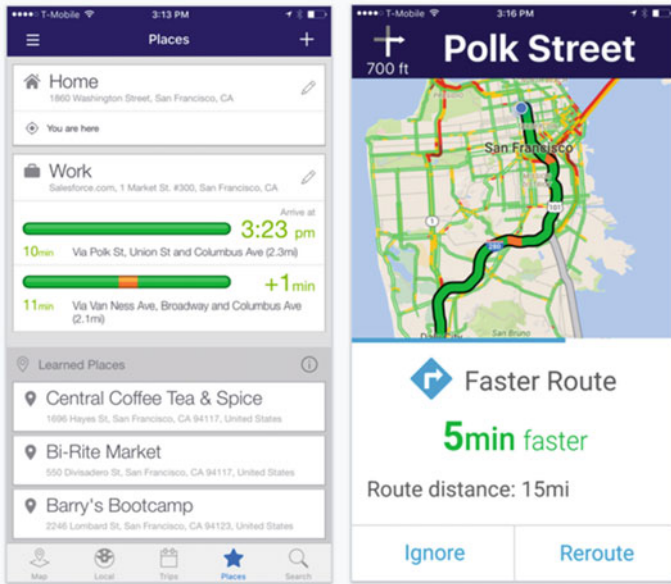 T-Mobile 3:13 PM
Places
Home
1860 Washington Street, San Francisco, CA
You are here
Work
Salesforce.com, 1 Market St. #300, San Francisco, CA
Arrive at
3:23 pm
10min Via Polk St, Union St and Columbus Ave (2.3mi)
+1min
11min Via Van Ness Ave, Broadway and Columbus Ave
(2.1mi)
Learned Places
Central Coffee Tea & Spice
1696 Hayes St, San Francisco, CA 94117, United States
Bi-Rite Market
550 Divisadero St, San Francisco, CA 94117, United States
Barry's Bootcamp
2246 Lombard St, San Francisco, CA 94123, United States
Map Local Trips Places Search
T-Mobile 3:16 PM
700 ft
Polk Street
San Francisco
101
1
280
San Bruno
Faster Route
5min faster
Route distance: 15mi
Ignore Reroute